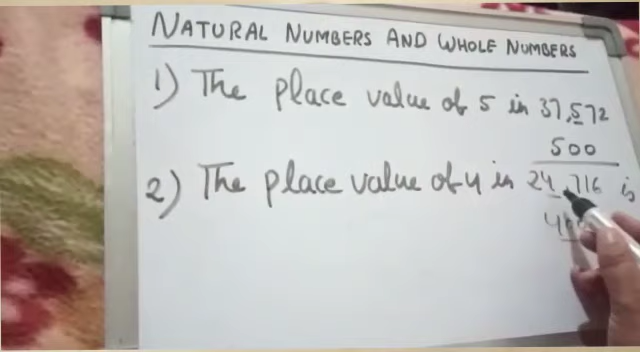 NATURAL NUMBERS AND WHOLE NUMBERS
1) The place value of 5 in 37,572
500
2) The place value of 4 in 24,716 is